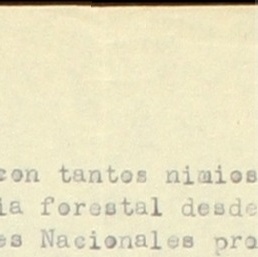 con tantos nimios
ia forestal desde
es Nacionales pro